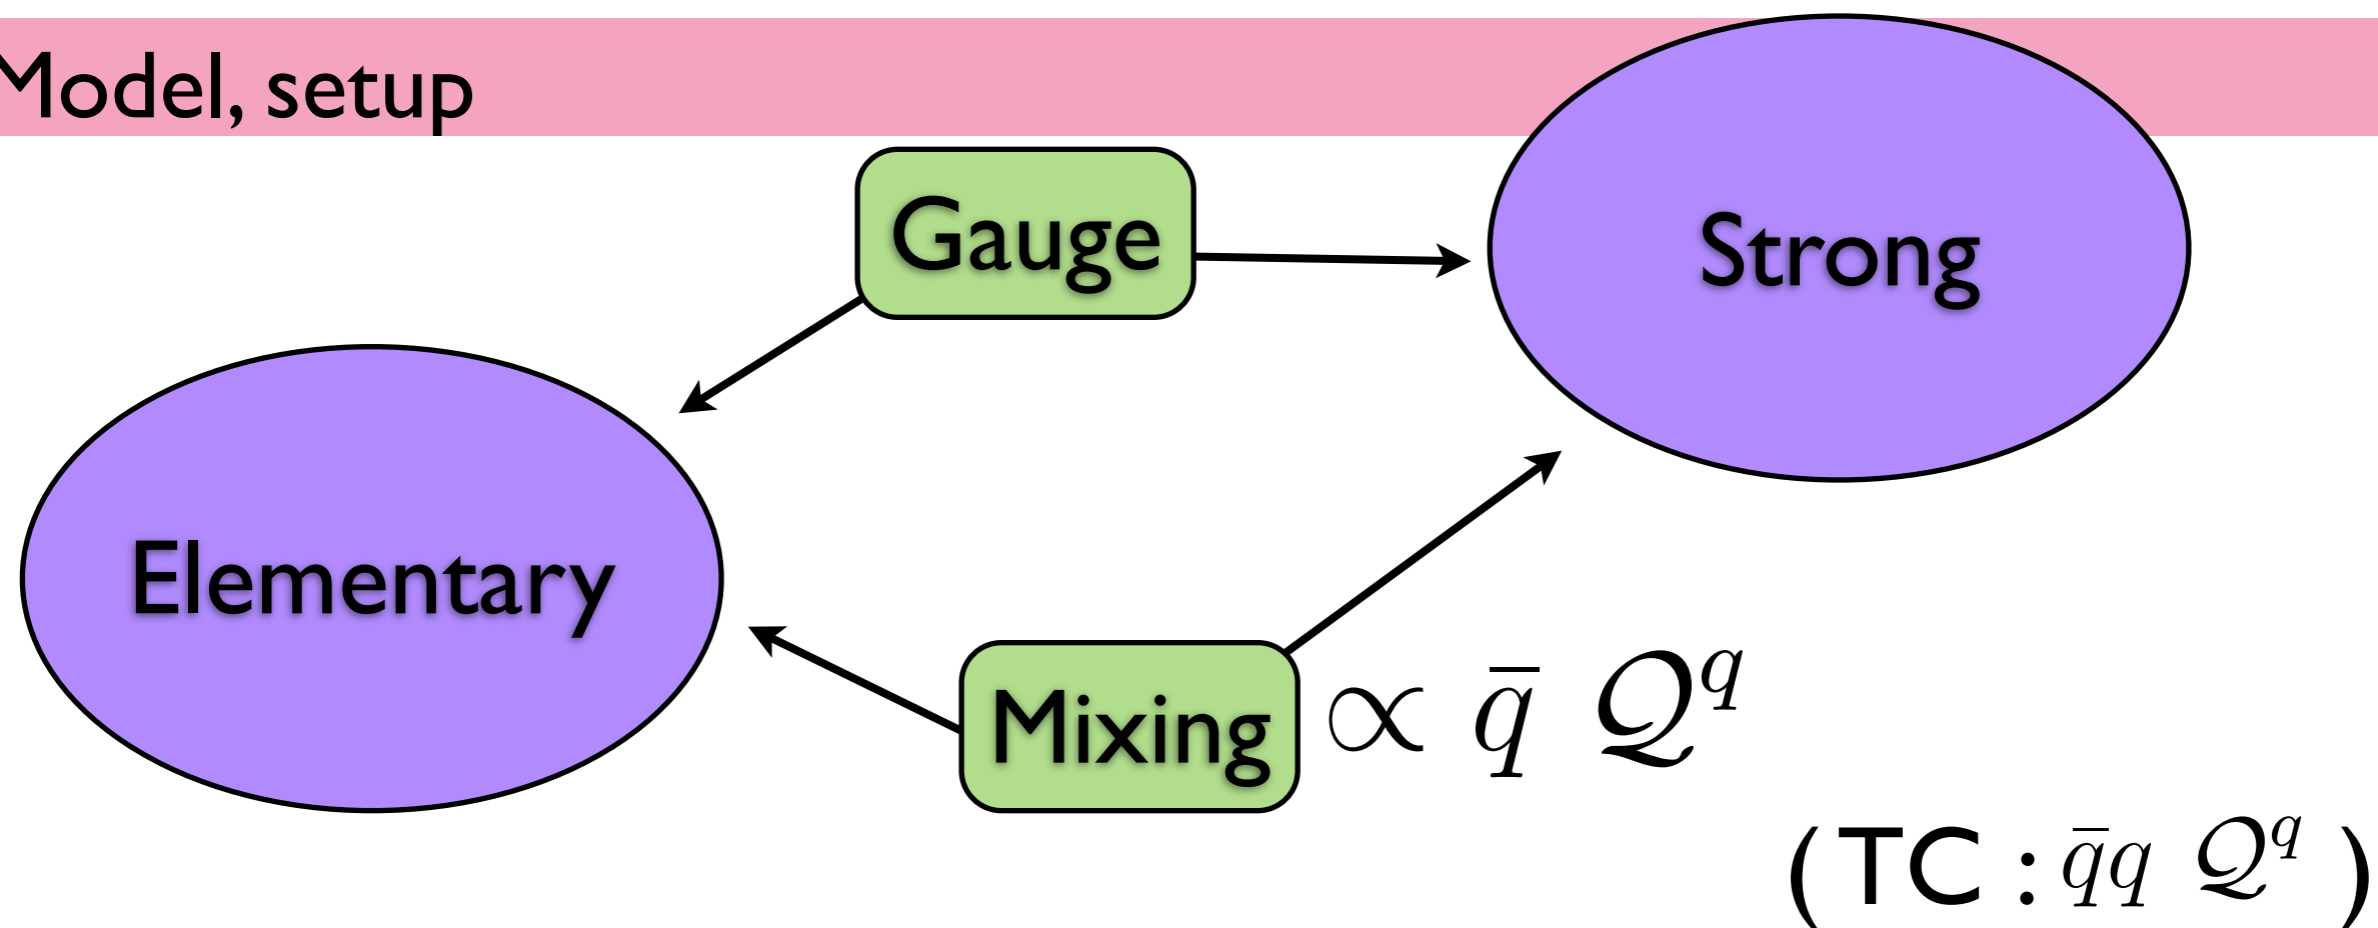 Model, setup
Gauge
Strong
Elementary
Mixing ∝ q̅ 𝒬^q
( TC : q̅q 𝒬^q )